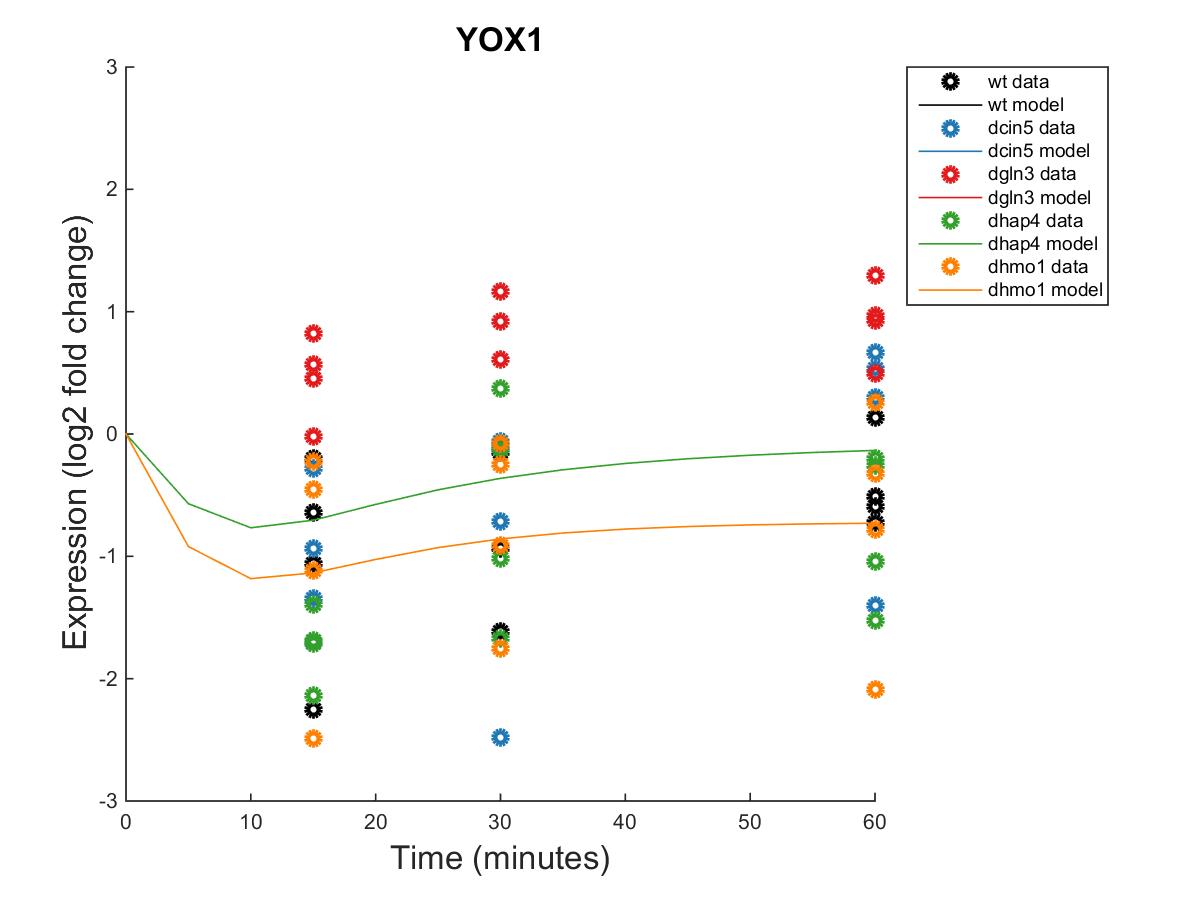 YOX1
Expression (log2 fold change)
3
2
1
0
-1
-2
-3
0 10 20 30 40 50 60
Time (minutes)
wt data
wt model
dcin5 data
dcin5 model
dgln3 data
dgln3 model
dhap4 data
dhap4 model
dhmo1 data
dhmo1 model